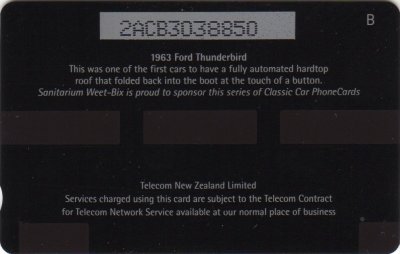 2ACB3038850
B
1963 Ford Thunderbird
This was one of the first cars to have a fully automated hardtop
roof that folded back into the boot at the touch of a button.
Sanitarium Weet-Bix is proud to sponsor this series of Classic Car PhoneCards
Telecom New Zealand Limited
Services charged using this card are subject to the Telecom Contract
for Telecom Network Service available at our normal place of business